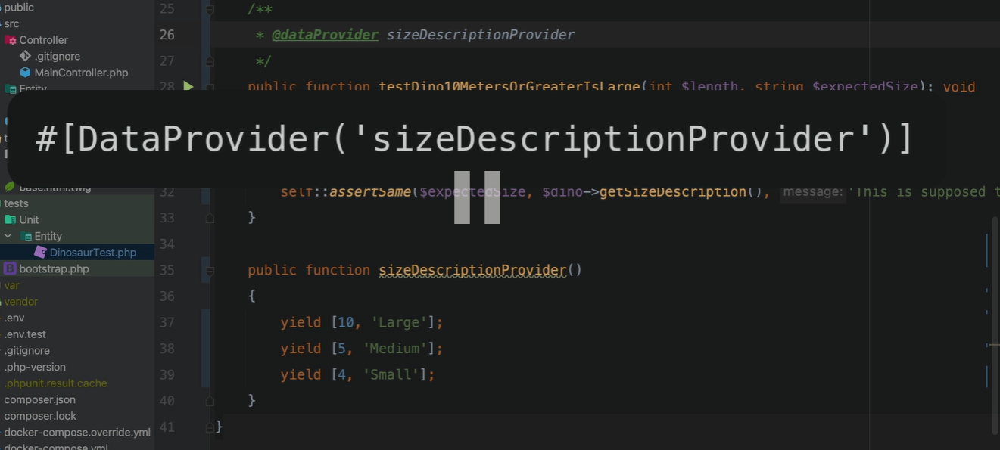 public
src
Controller
.gitignore
MainController.php
Entity
base.html.twig
tests
Unit
Entity
DinosaurTest.php
bootstrap.php
var
vendor
.env
.env.test
.gitignore
.php-version
.phpunit.result.cache
composer.json
composer.lock
docker-compose.override.yml
docker-compose.yml
25 /**
26 * @dataProvider sizeDescriptionProvider
27 */
28 public function testDino10MetersOrGreaterIsLarge(int $length, string $expectedSize): void
#[DataProvider('sizeDescriptionProvider')]
32 self::assertSame($expectedSize, $dino->getSizeDescription(), message: 'This is supposed t
33 }
34
35 public function sizeDescriptionProvider()
36 {
37 yield [10, 'Large'];
38 yield [5, 'Medium'];
39 yield [4, 'Small'];
40 }
41 }